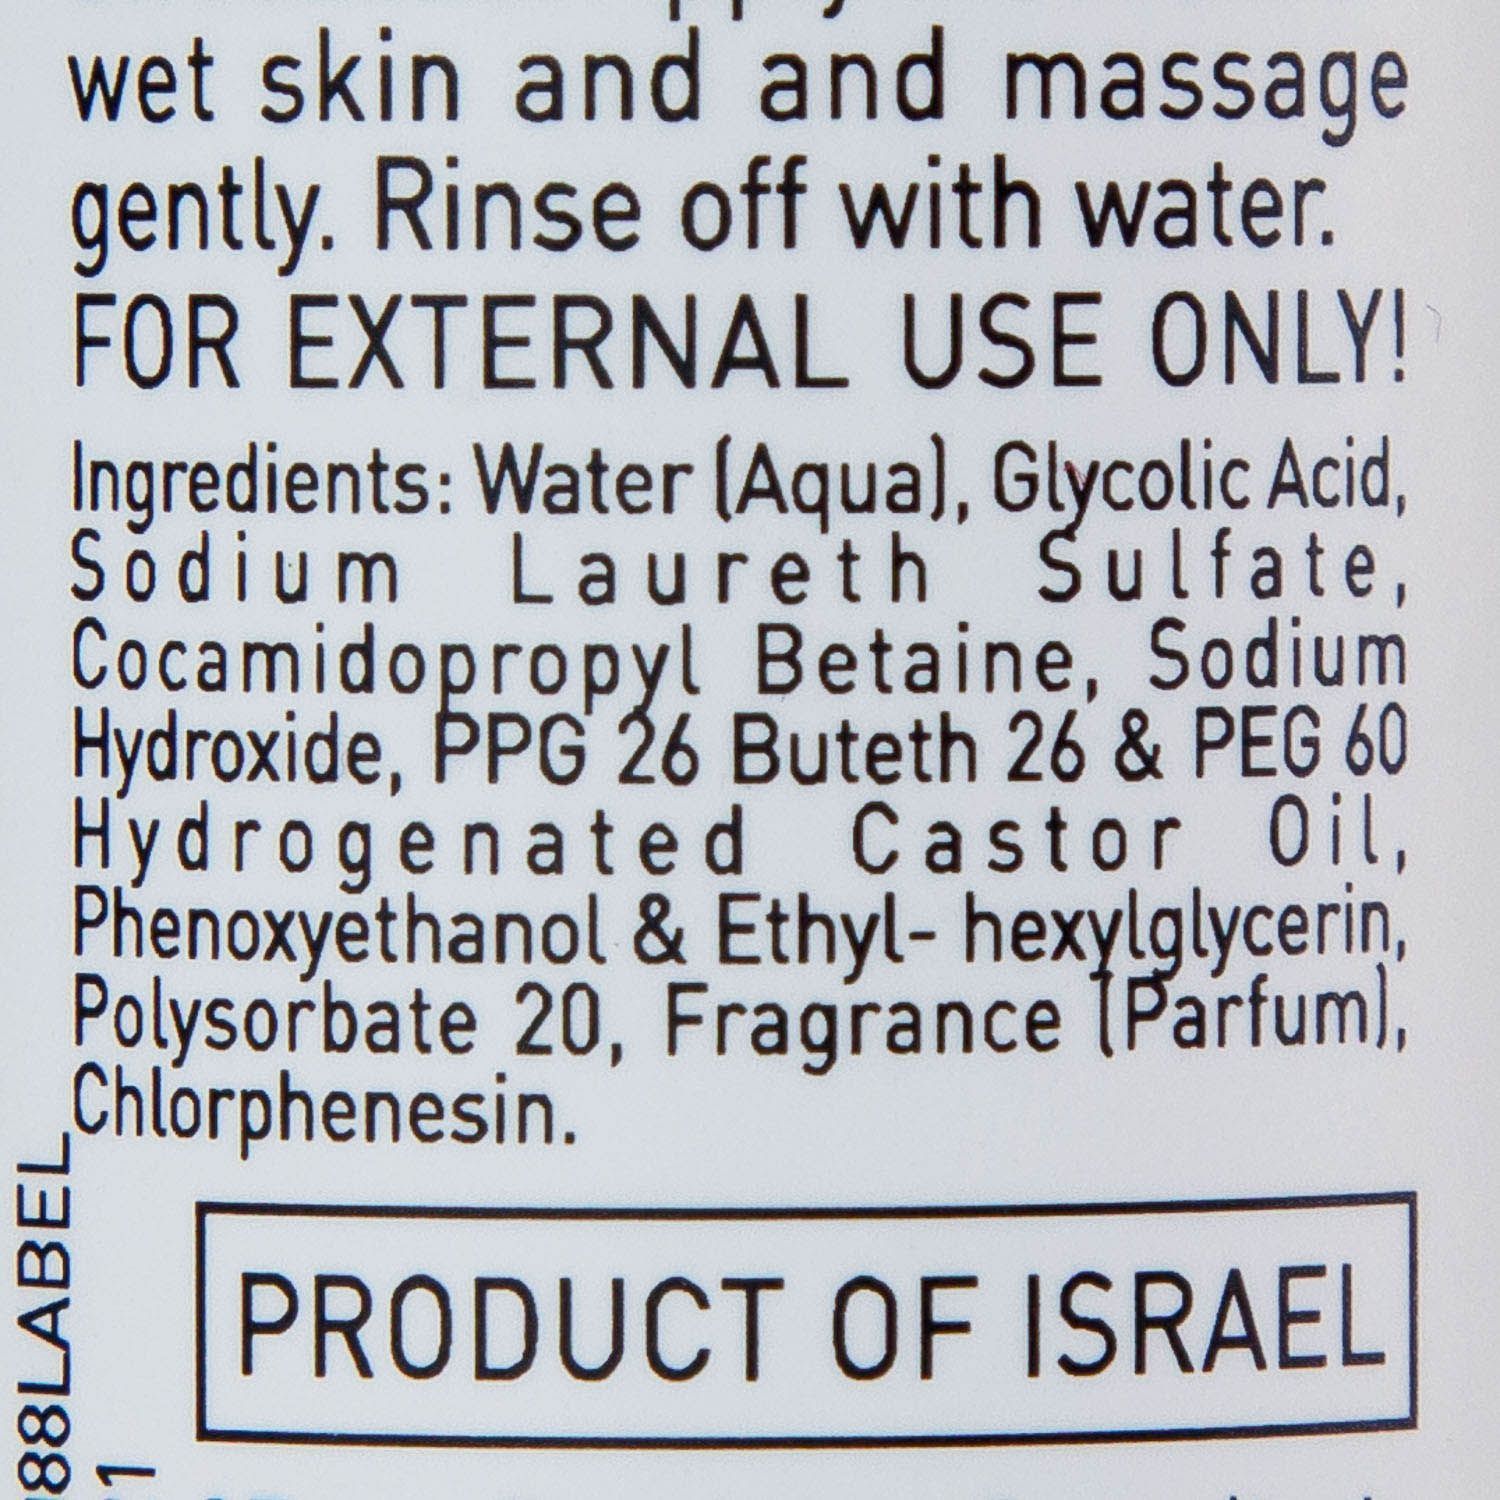 wet skin and and massage
gently. Rinse off with water.
FOR EXTERNAL USE ONLY!
Ingredients: Water (Aqua), Glycolic Acid,
Sodium Laureth Sulfate,
Cocamidopropyl Betaine, Sodium
Hydroxide, PPG 26 Buteth 26 & PEG 60
Hydrogenated Castor Oil,
Phenoxyethanol & Ethyl- hexylglycerin,
Polysorbate 20, Fragrance (Parfum),
Chlorphenesin.
PRODUCT OF ISRAEL
88LABEL
1